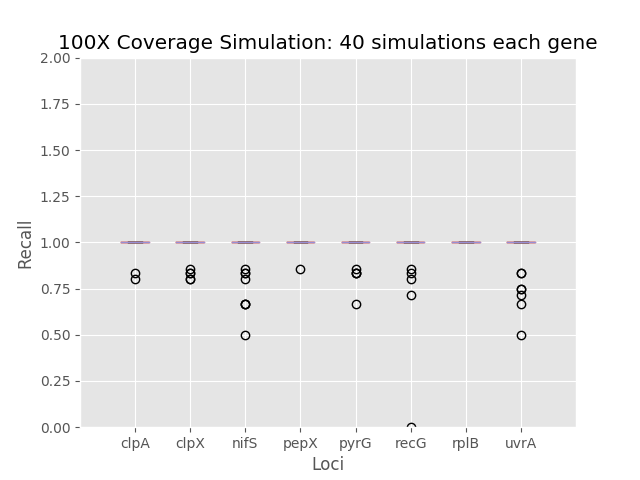 100X Coverage Simulation: 40 simulations each gene
2.00
1.75
1.50
1.25
1.00
0.75
0.50
0.25
0.00
Recall
clpA clpX nifS pepX pyrG recG rplB uvrA
Loci